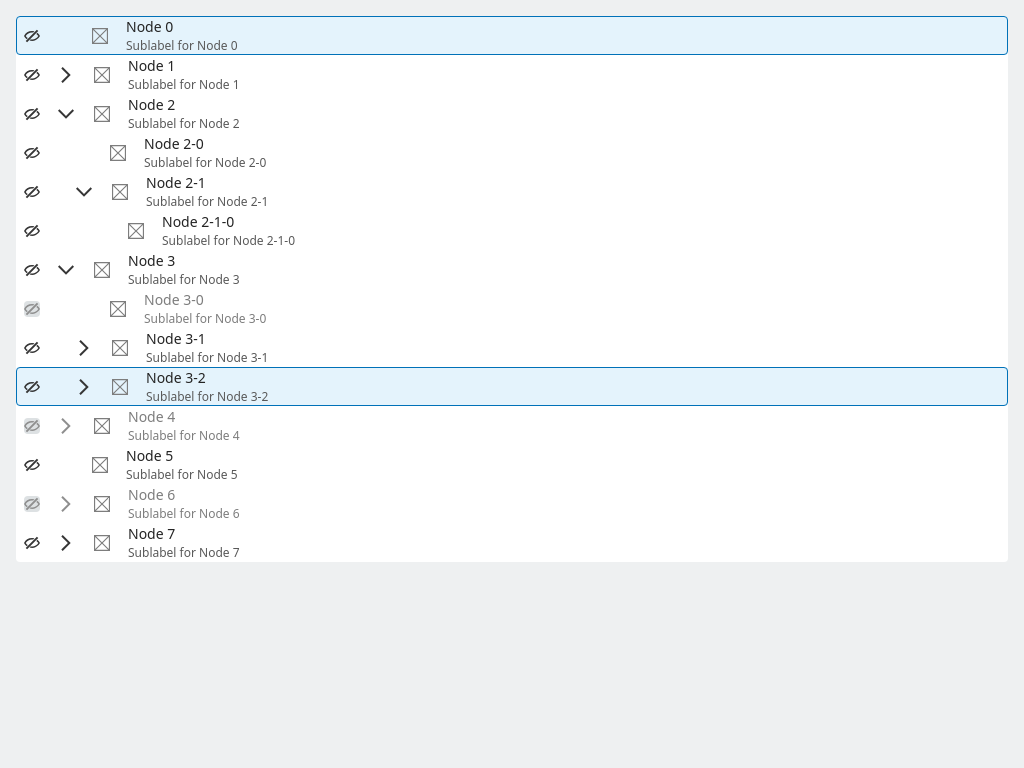 Node 0
Sublabel for Node 0
Node 1
Sublabel for Node 1
Node 2
Sublabel for Node 2
Node 2-0
Sublabel for Node 2-0
Node 2-1
Sublabel for Node 2-1
Node 2-1-0
Sublabel for Node 2-1-0
Node 3
Sublabel for Node 3
Node 3-0
Sublabel for Node 3-0
Node 3-1
Sublabel for Node 3-1
Node 3-2
Sublabel for Node 3-2
Node 4
Sublabel for Node 4
Node 5
Sublabel for Node 5
Node 6
Sublabel for Node 6
Node 7
Sublabel for Node 7